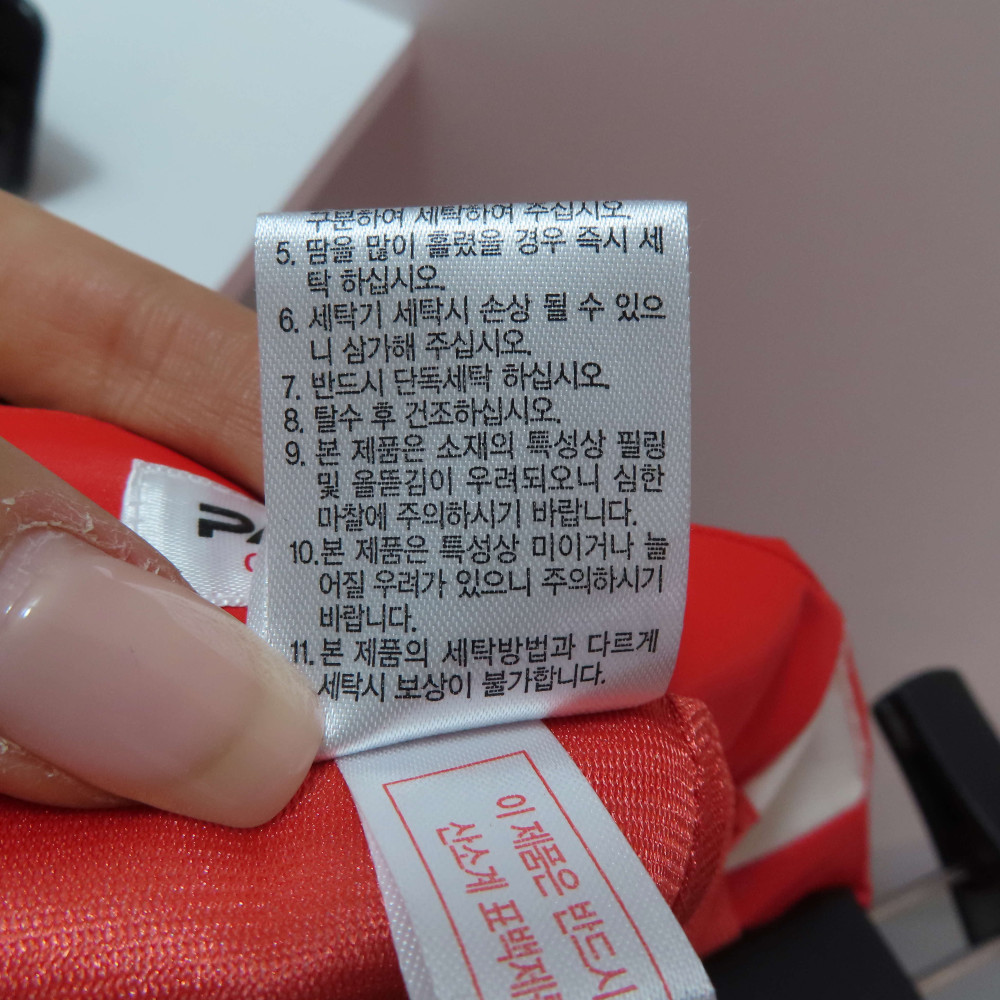 구분하여 세탁하여 주십시오.
5. 땀을 많이 흘렸을 경우 즉시 세
탁 하십시오.
6. 세탁기 세탁시 손상 될 수 있으
니 삼가해 주십시오.
7. 반드시 단독세탁 하십시오.
8. 탈수 후 건조하십시오.
9. 본 제품은 소재의 특성상 필링
및 올뜯김이 우려되오니 심한
마찰에 주의하시기 바랍니다.
10.본 제품은 특성상 미이거나 늘
어질 우려가 있으니 주의하시기
바랍니다.
11.본 제품의 세탁방법과 다르게
세탁시 보상이 불가합니다.
이 제품은 반드시
산소계 표백제